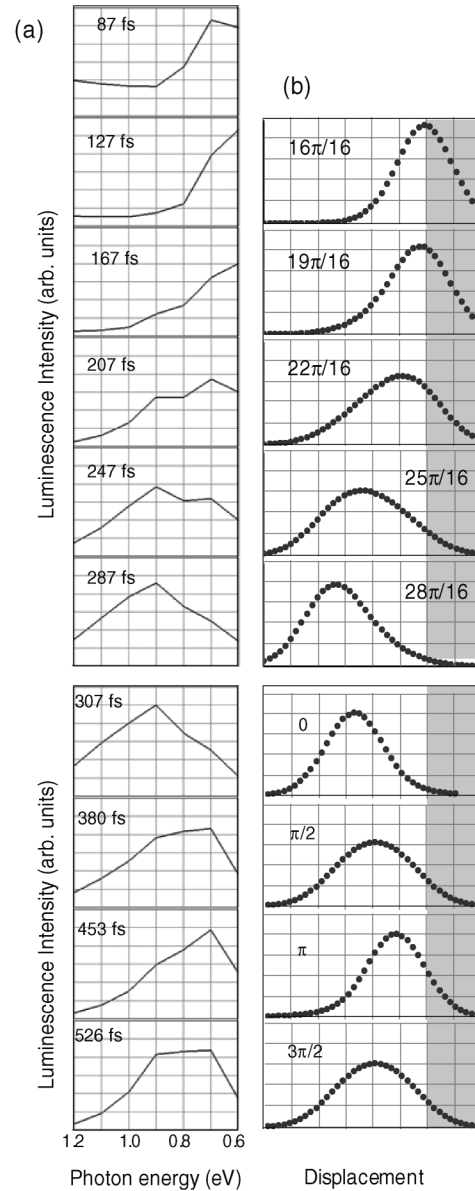 (a)
87 fs
127 fs
167 fs
207 fs
247 fs
287 fs
Luminescence Intensity (arb. units)
307 fs
380 fs
453 fs
526 fs
Luminescence Intensity (arb. units)
1.2
1.0
0.8
0.6
Photon energy (eV)
(b)
16π/16
19π/16
22π/16
25π/16
28π/16
0
π/2
π
3π/2
Displacement